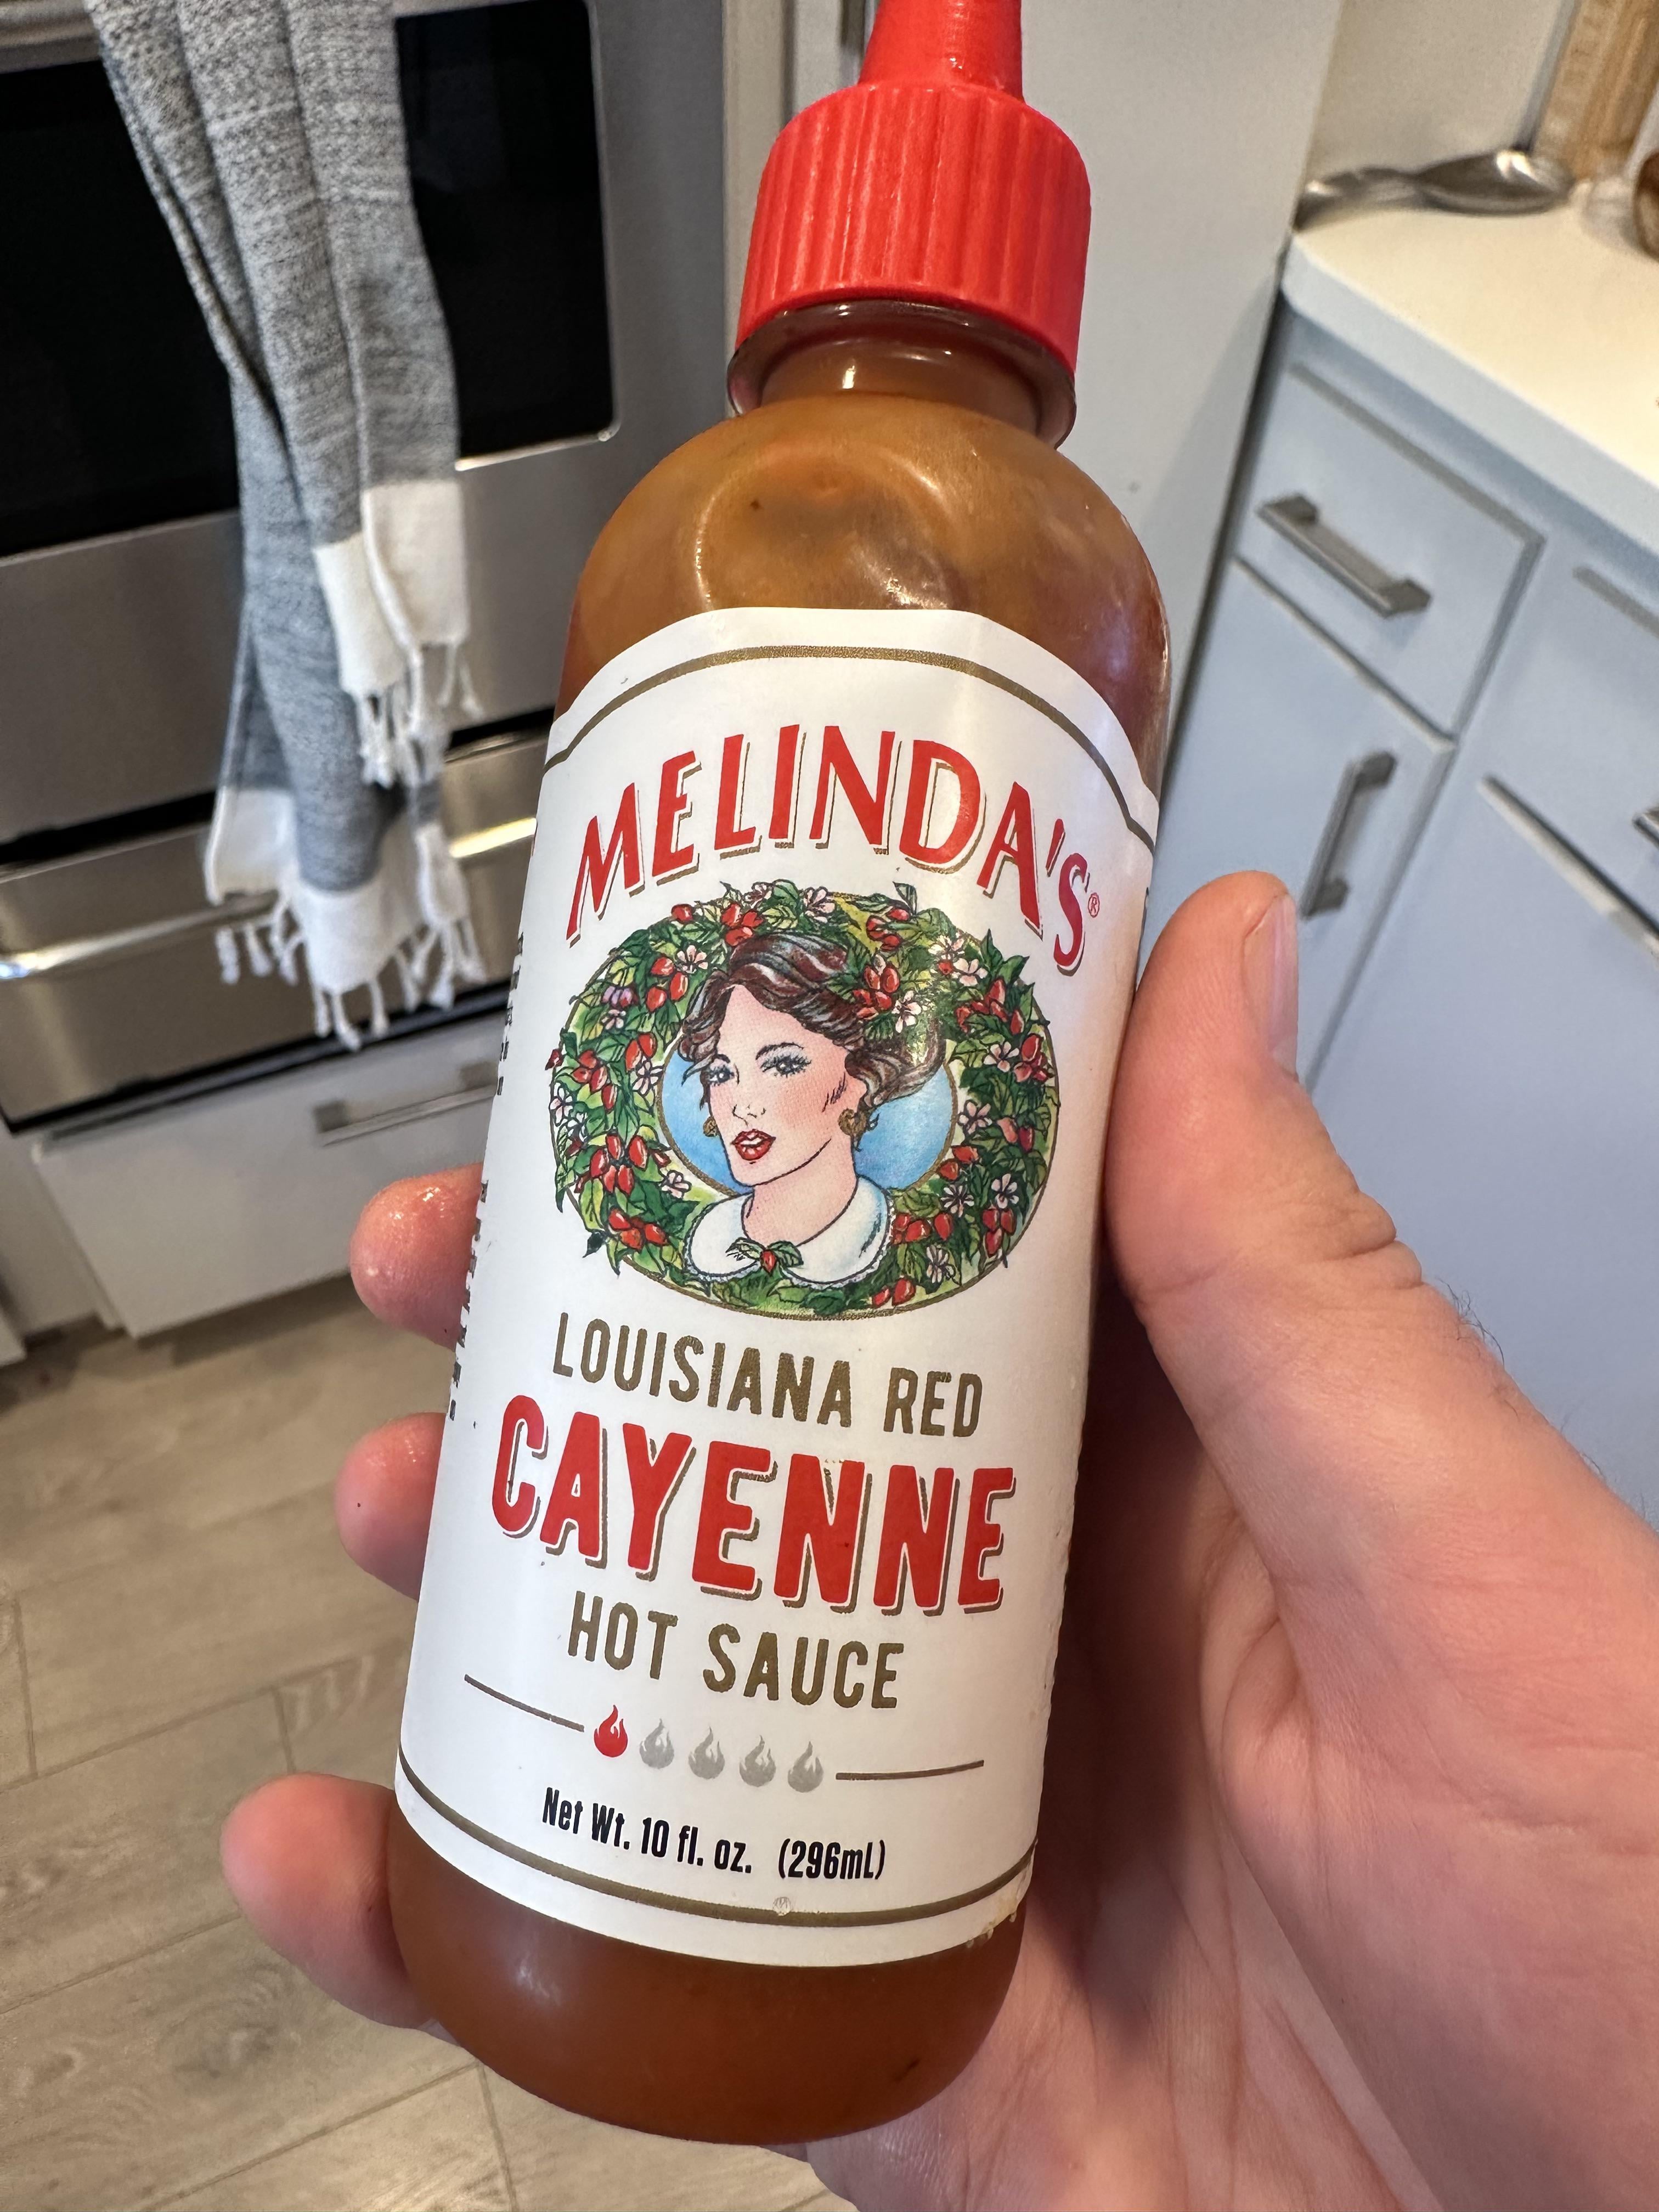 MELINDA'S®
LOUISIANA RED
CAYENNE
HOT SAUCE
Net Wt. 10 fl. oz. (296mL)